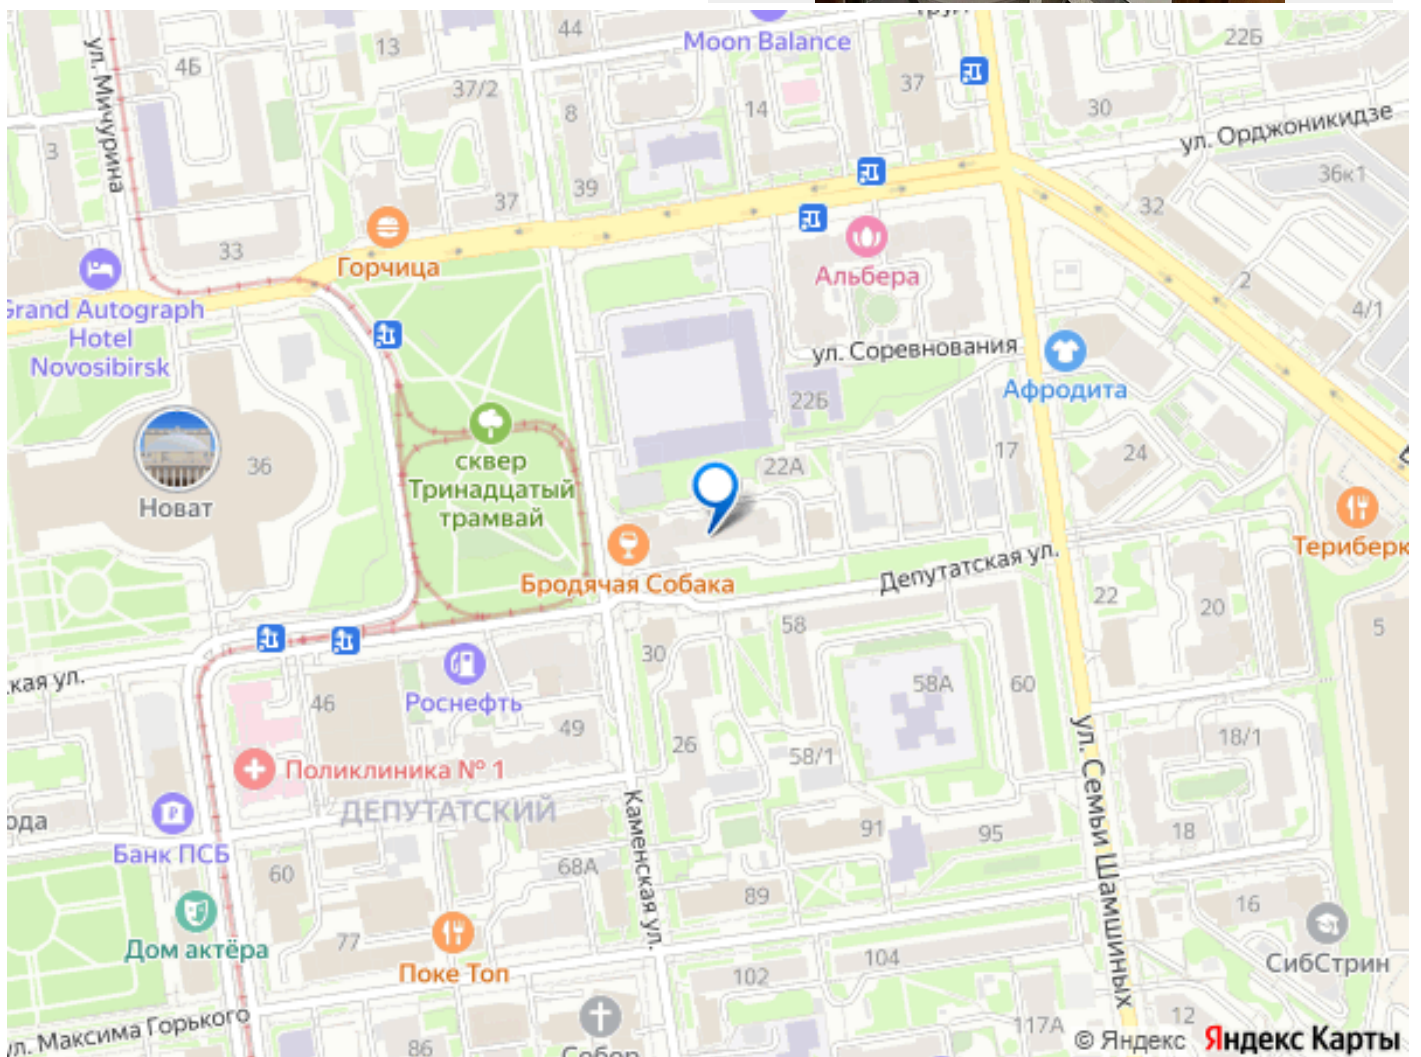 44
Moon Balance
22Б
ул. Мичурина
13
4Б
37/2
37
8
14
30
ул. Орджоникидзе
3
39
36к1
37
32
Горчица
33
Альбера
2
Grand Autograph
Hotel
Novosibirsk
4/1
ул. Соревнования
Афродита
22Б
36
Новат
сквер
Тринадцатый
трамвай
22А
17
24
Бродячая Собака
Депутатская ул.
Териберк
22
20
5
58
30
кая ул.
46
Роснефть
58А
60
49
26
58/1
18/1
Поликлиника № 1
ДЕПУТАТСКИЙ
ул. Семьи Шамшиных
Каменская ул.
ода
Банк ПСБ
91
95
18
60
68А
89
16
Дом актёра
77
Поке Топ
СибСтрин
102
104
ул. Максима Горького
86
Собор
117А
12
© Яндекс Яндекс Карты